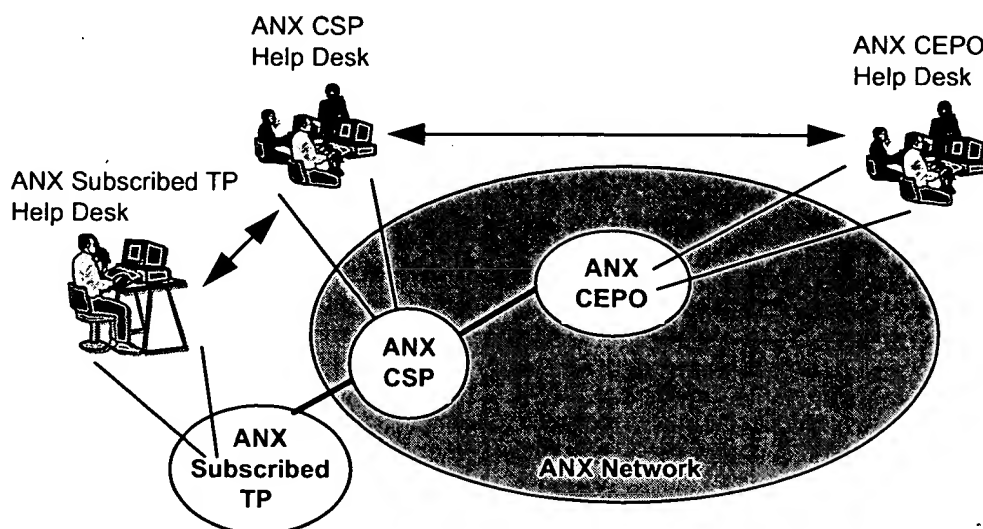 ANX CSP
Help Desk
ANX CEPO
Help Desk
ANX Subscribed TP
Help Desk
ANX
CEPO
ANX
CSP
ANX
Subscribed
TP
ANX Network